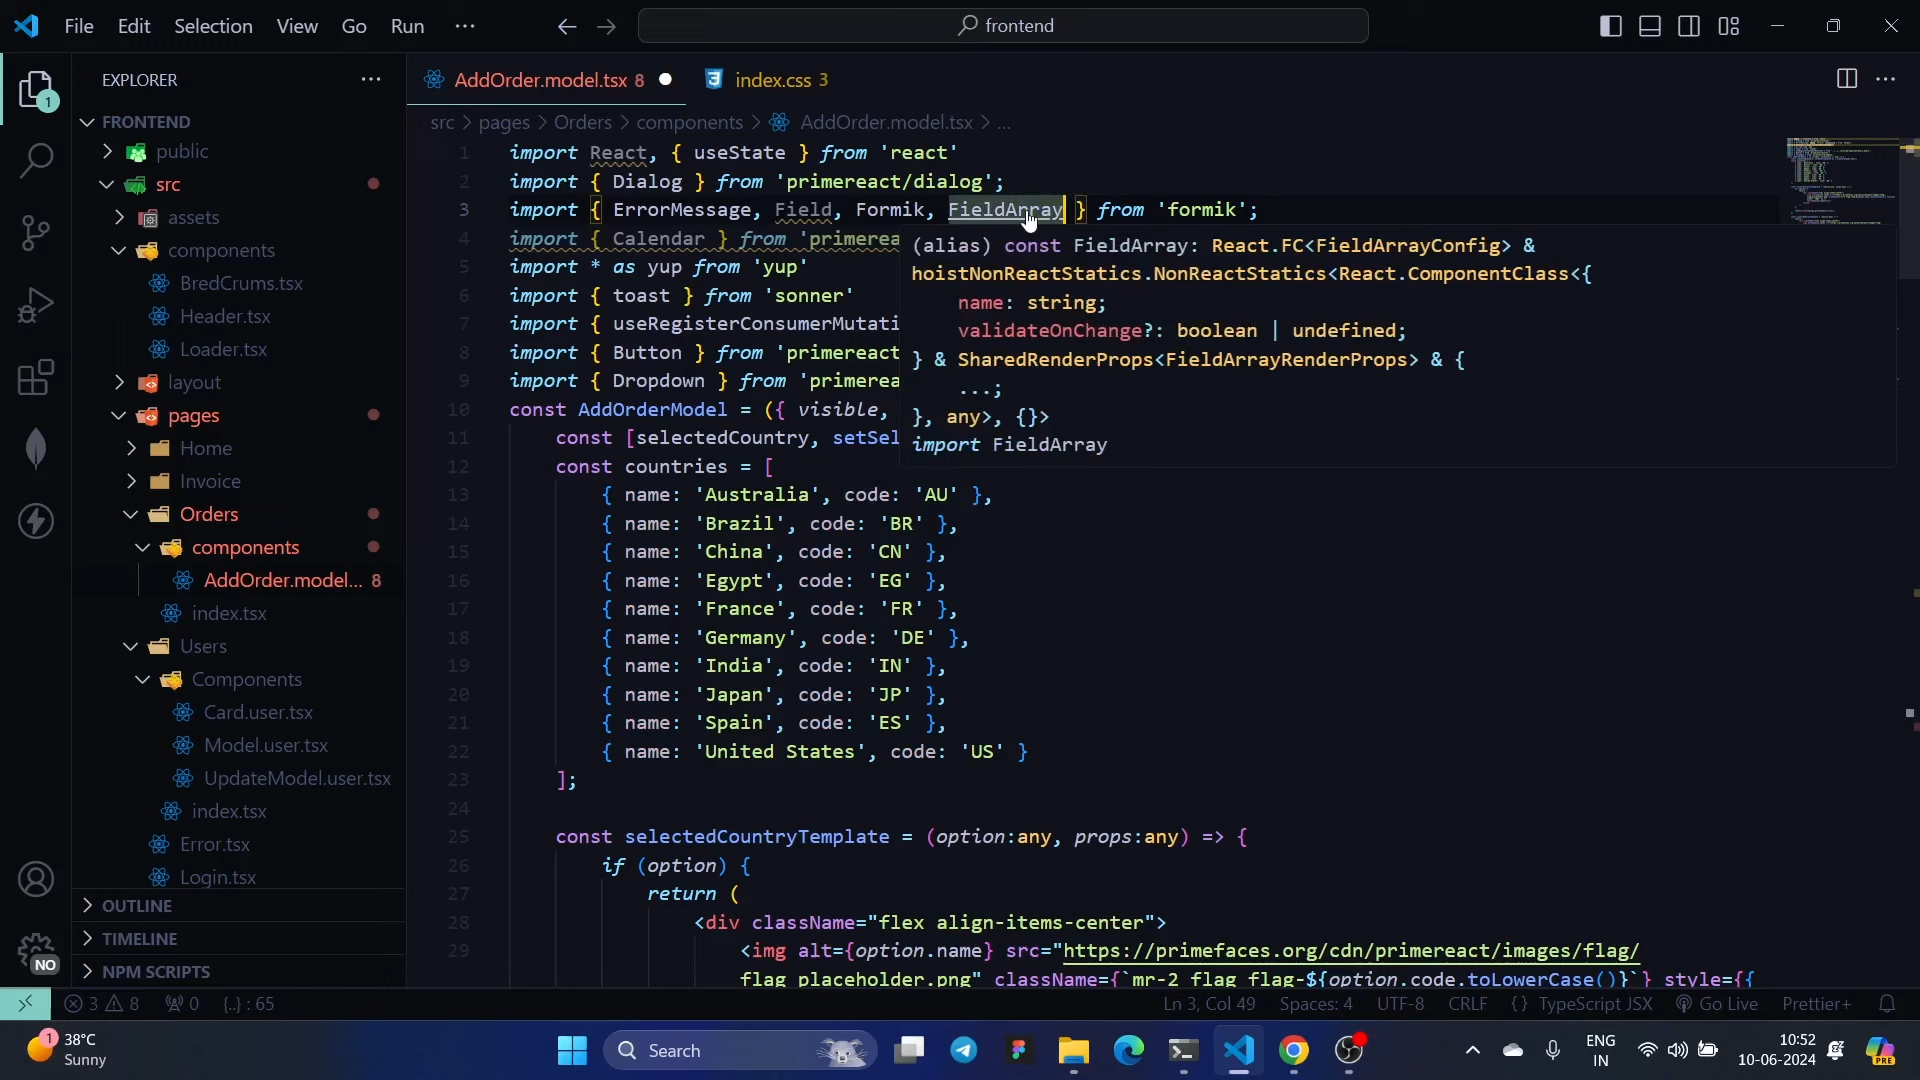 File Edit Selection View Go Run ···
frontend
EXPLORER
FRONTEND
public
src
assets
components
BredCrums.tsx
Header.tsx
Loader.tsx
layout
pages
Home
Invoice
Orders
components
AddOrder.model... 8
index.tsx
Users
Components
Card.user.tsx
Model.user.tsx
UpdateModel.user.tsx
index.tsx
Error.tsx
Login.tsx
OUTLINE
TIMELINE
NPM SCRIPTS
1
NO
AddOrder.model.tsx 8
index.css 3
src > pages > Orders > components > AddOrder.model.tsx > ...
1 import React, { useState } from 'react'
2 import { Dialog } from 'primereact/dialog';
3 import { ErrorMessage, Field, Formik, FieldArray } from 'formik';
4 import { Calendar } from 'primerea
5 import * as yup from 'yup'
6 import { toast } from 'sonner'
7 import { useRegisterConsumerMutati
8 import { Button } from 'primereact
9 import { Dropdown } from 'primerea
10 const AddOrderModel = ({ visible,
11 const [selectedCountry, setSel
12 const countries = [
13 { name: 'Australia', code: 'AU' },
14 { name: 'Brazil', code: 'BR' },
15 { name: 'China', code: 'CN' },
16 { name: 'Egypt', code: 'EG' },
17 { name: 'France', code: 'FR' },
18 { name: 'Germany', code: 'DE' },
19 { name: 'India', code: 'IN' },
20 { name: 'Japan', code: 'JP' },
21 { name: 'Spain', code: 'ES' },
22 { name: 'United States', code: 'US' }
23 ];
24
25 const selectedCountryTemplate = (option:any, props:any) => {
26 if (option) {
27 return (
28 <div className="flex align-items-center">
29 <img alt={option.name} src="https://primefaces.org/cdn/primereact/images/flag/
flag_placeholder.png" className={`mr-2 flag flag-${option.code.toLowerCase()}`} style={{
(alias) const FieldArray: React.FC<FieldArrayConfig> &
hoistNonReactStatics.NonReactStatics<React.ComponentClass<{
name: string;
validateOnChange?: boolean | undefined;
} & SharedRenderProps<FieldArrayRenderProps> & {
...;
}, any>, {}>
import FieldArray
3 8 0 {..} : 65
Ln 3, Col 49 Spaces: 4 UTF-8 CRLF {} TypeScript JSX Go Live Prettier+
1 38°C
Sunny
Search
ENG
IN
10:52
10-06-2024
PRE